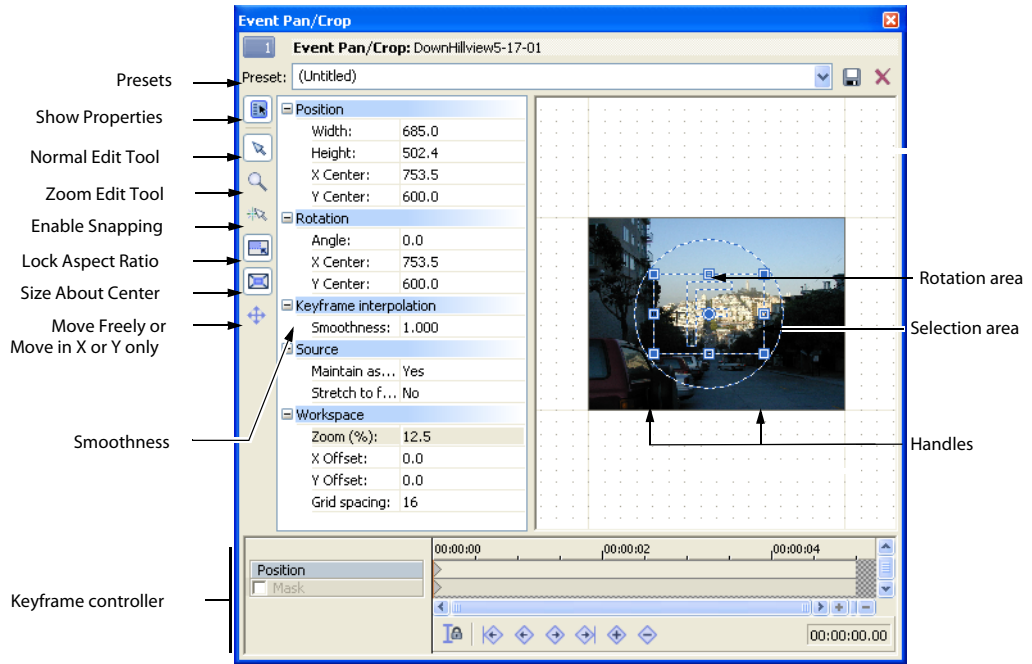 Event Pan/Crop
1 Event Pan/Crop: DownHillview5-17-01
Presets
Preset: (Untitled)
Show Properties
Normal Edit Tool
Zoom Edit Tool
Enable Snapping
Lock Aspect Ratio
Size About Center
Move Freely or
Move in X or Y only
Smoothness
Position
Width: 685.0
Height: 502.4
X Center: 753.5
Y Center: 600.0
Rotation
Angle: 0.0
X Center: 753.5
Y Center: 600.0
Keyframe interpolation
Smoothness: 1.000
Source
Maintain as... Yes
Stretch to f... No
Workspace
Zoom (%): 12.5
X Offset: 0.0
Y Offset: 0.0
Grid spacing: 16
F
Rotation area
Selection area
Handles
Keyframe controller
00:00:00 00:00:02 00:00:04
Position
Mask
00:00:00.00